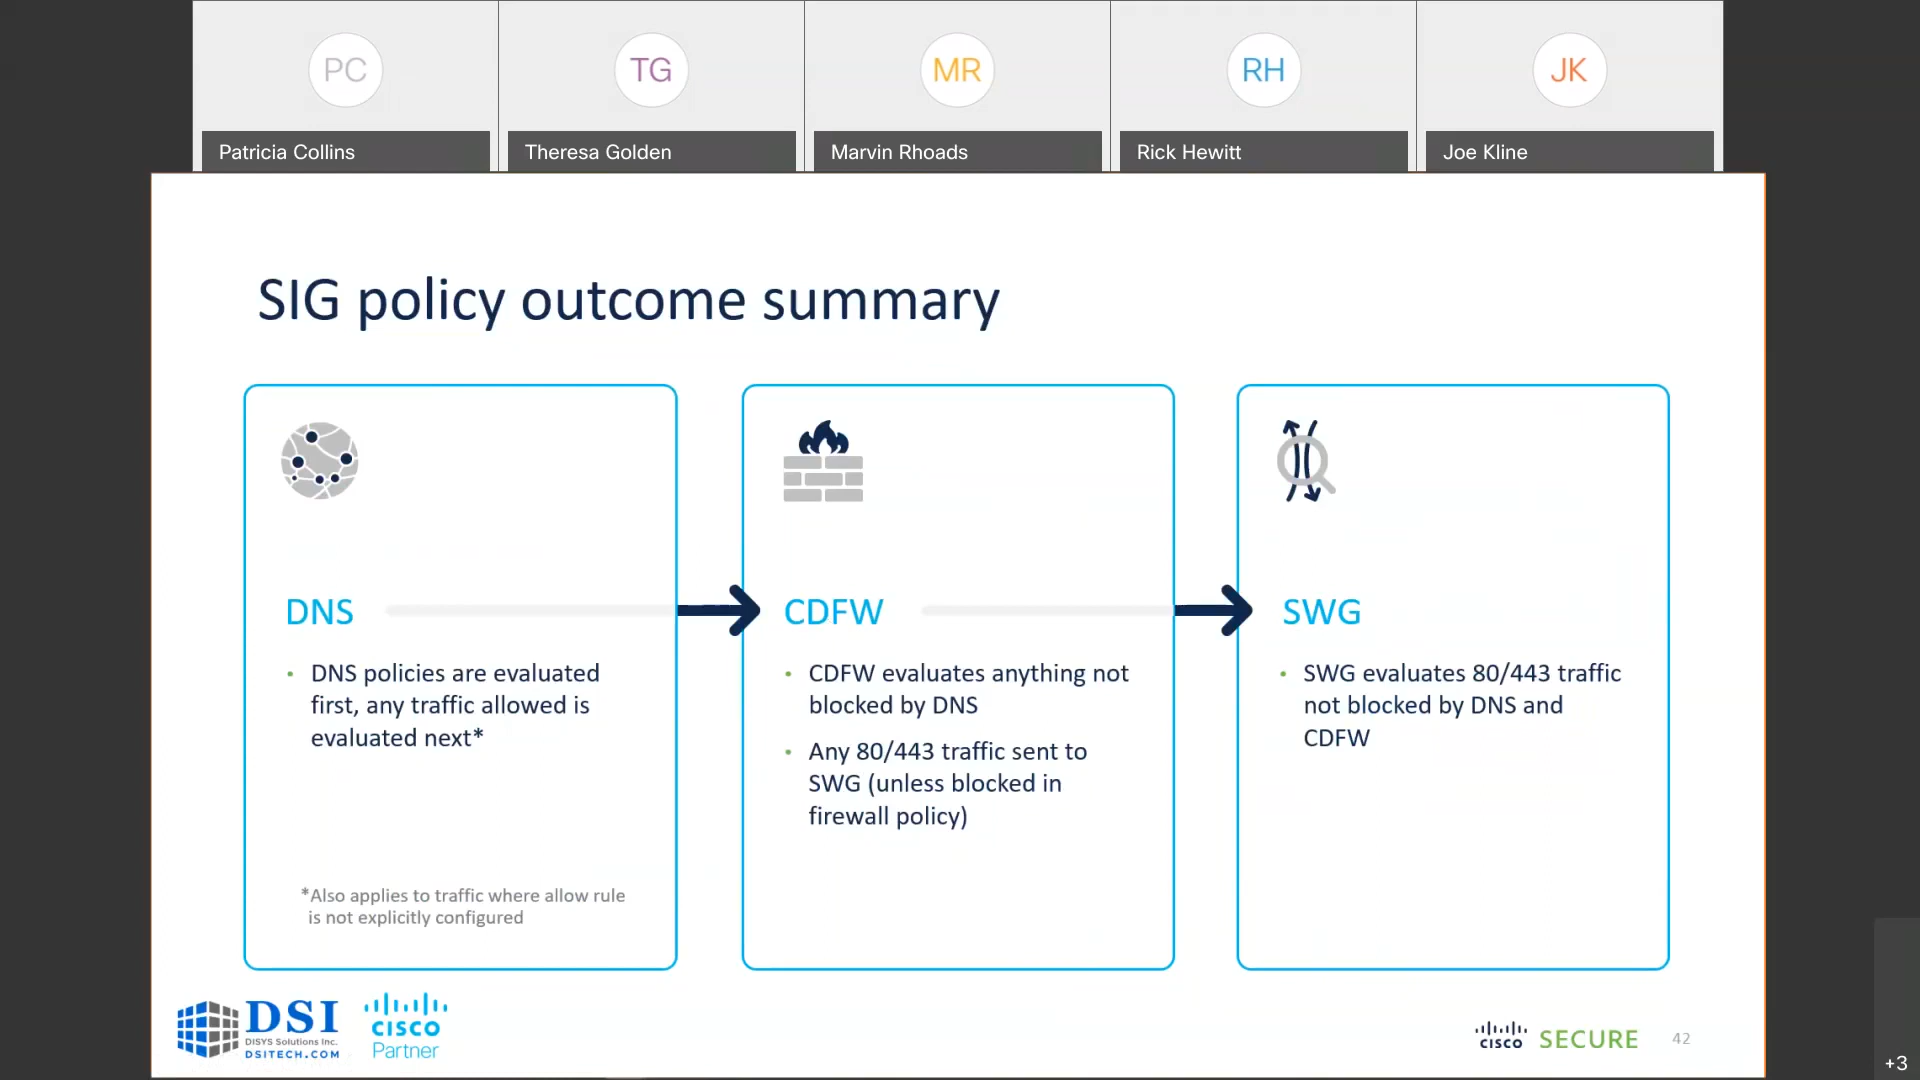 PC
TG
MR
RH
JK
Patricia Collins
Theresa Golden
Marvin Rhoads
Rick Hewitt
Joe Kline
SIG policy outcome summary
DNS
• DNS policies are evaluated
first, any traffic allowed is
evaluated next*
*Also applies to traffic where allow rule
is not explicitly configured
CDFW
• CDFW evaluates anything not
blocked by DNS
• Any 80/443 traffic sent to
SWG (unless blocked in
firewall policy)
SWG
• SWG evaluates 80/443 traffic
not blocked by DNS and
CDFW
DSI
DISYS Solutions Inc.
DSITECH.COM
CISCO
Partner
CISCO SECURE
42
+3